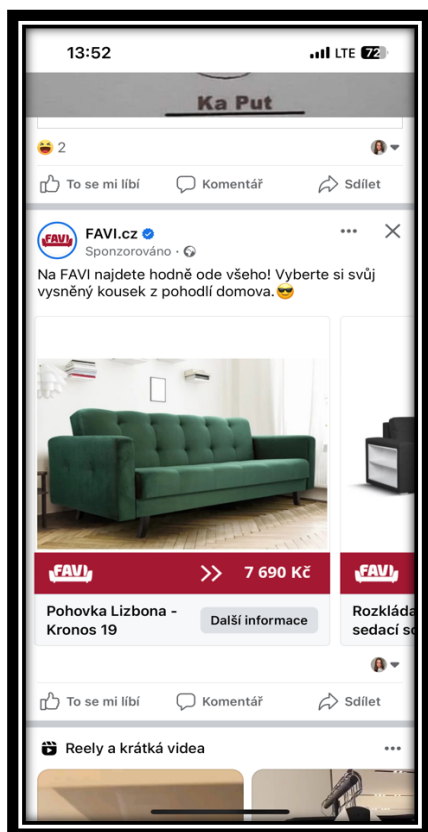 13:52
LTE 72
Ka Put
2
To se mi líbí Komentář Sdílet
FAVI
FAVI.cz
Sponzorováno ·
Na FAVI najdete hodně ode všeho! Vyberte si svůj
vysněný kousek z pohodlí domova.😎
FAVI >> 7 690 Kč
FAVI
Pohovka Lizbona -
Kronos 19
Další informace
Rozkláda
sedací so
To se mi líbí Komentář Sdílet
Reely a krátká videa